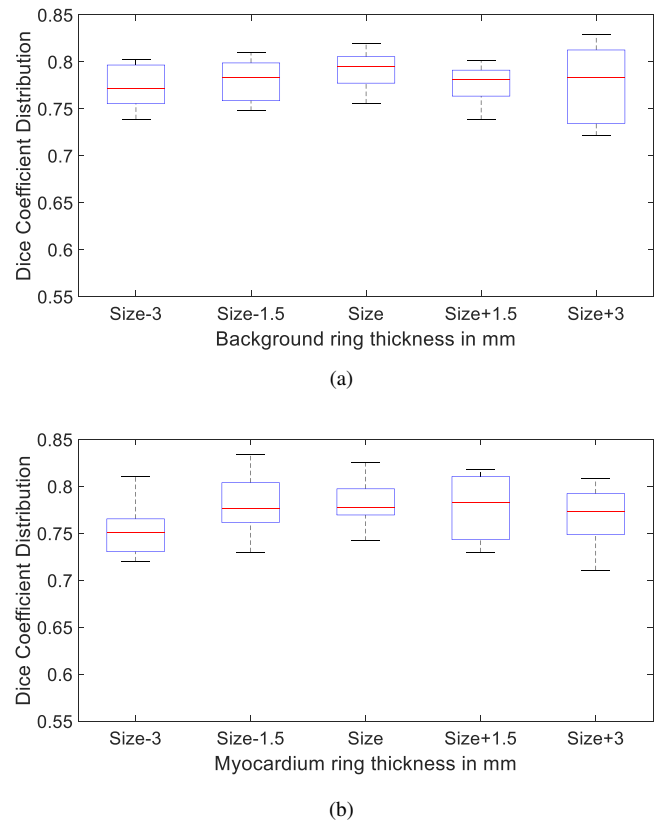 0.85
0.8
0.75
0.7
0.65
0.6
0.55
Dice Coefficient Distribution
Size-3 Size-1.5 Size Size+1.5 Size+3
Background ring thickness in mm
(a)
0.85
0.8
0.75
0.7
0.65
0.6
0.55
Dice Coefficient Distribution
Size-3 Size-1.5 Size Size+1.5 Size+3
Myocardium ring thickness in mm
(b)